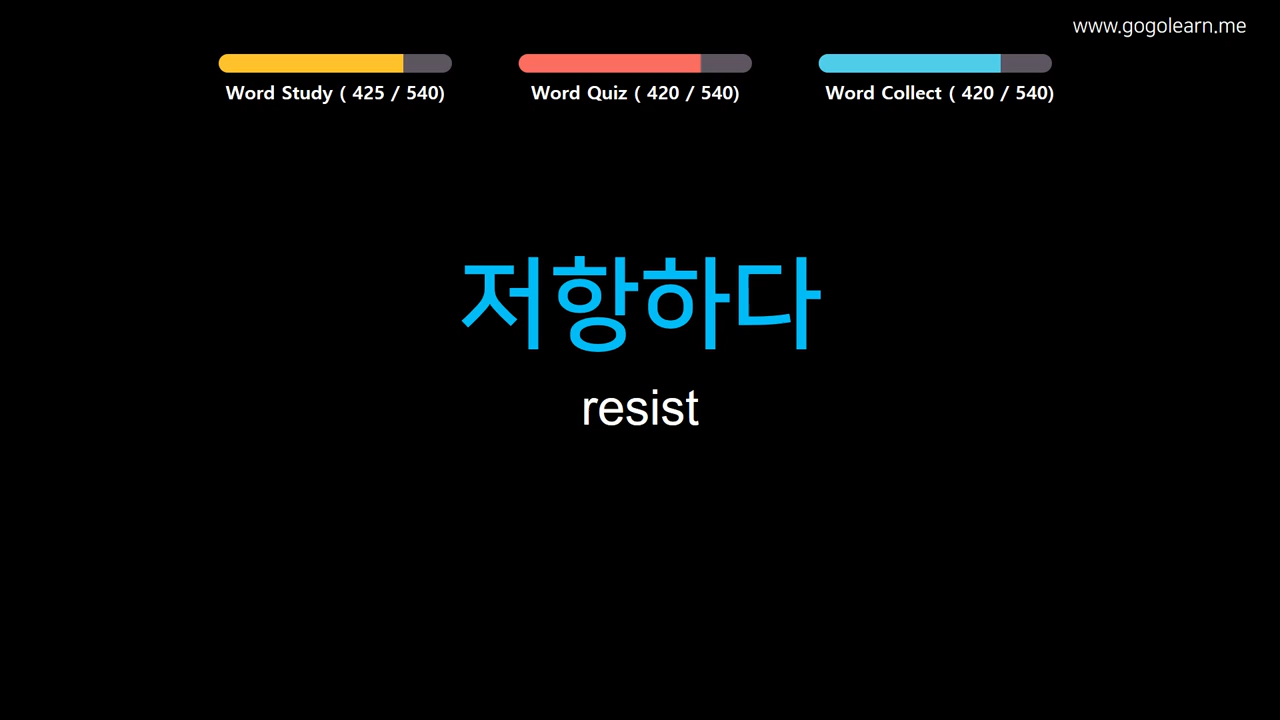 www.gogolearn.me
Word Study ( 425 / 540)
Word Quiz ( 420 / 540)
Word Collect ( 420 / 540)
저항하다
resist